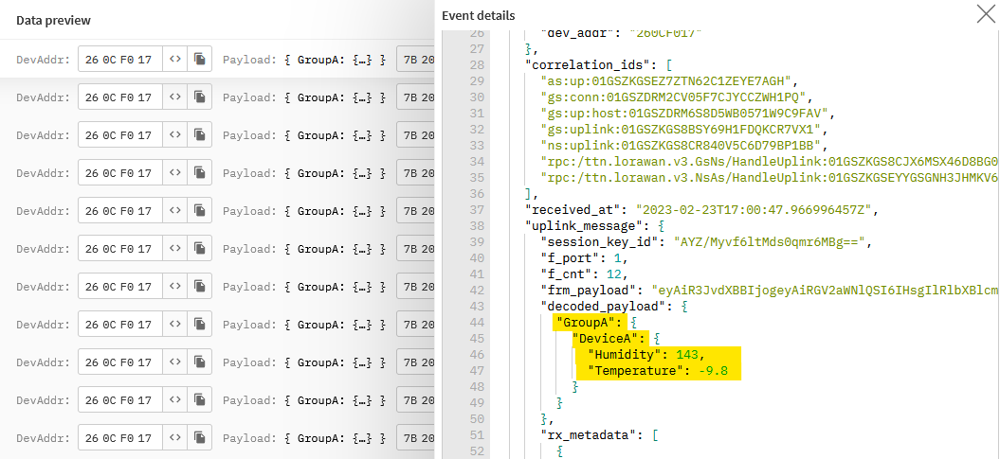 Data preview
DevAddr: 26 0C F0 17 <> Payload: { GroupA: {…} } 7B 20
DevAddr: 26 0C F0 17 <> Payload: { GroupA: {…} } 7B 20
DevAddr: 26 0C F0 17 <> Payload: { GroupA: {…} } 7B 20
DevAddr: 26 0C F0 17 <> Payload: { GroupA: {…} } 7B 20
DevAddr: 26 0C F0 17 <> Payload: { GroupA: {…} } 7B 20
DevAddr: 26 0C F0 17 <> Payload: { GroupA: {…} } 7B 20
DevAddr: 26 0C F0 17 <> Payload: { GroupA: {…} } 7B 20
DevAddr: 26 0C F0 17 <> Payload: { GroupA: {…} } 7B 20
DevAddr: 26 0C F0 17 <> Payload: { GroupA: {…} } 7B 20
DevAddr: 26 0C F0 17 <> Payload: { GroupA: {…} } 7B 20
DevAddr: 26 0C F0 17 <> Payload: { GroupA: {…} } 7B 20
Event details
26 "dev_addr": "260CF017"
27 },
28 "correlation_ids": [
29 "as:up:01GSZKGSEZ7ZTN62C1ZEYE7AGH",
30 "gs:conn:01GSZDRM2CV05F7CJYCCZWH1PQ",
31 "gs:up:host:01GSZDRM6S8D5WB0571W9C9FAV",
32 "gs:uplink:01GSZKGS8BSY69H1FDQKCR7VX1",
33 "ns:uplink:01GSZKGS8CR840V5C6D79BP1BB",
34 "rpc:/ttn.lorawan.v3.GsNs/HandleUplink:01GSZKGS8CJX6MSX46D8BG0
35 "rpc:/ttn.lorawan.v3.NsAs/HandleUplink:01GSZKGSEYYGSGNH3JHMKV6
36 ],
37 "received_at": "2023-02-23T17:00:47.966996457Z",
38 "uplink_message": {
39 "session_key_id": "AYZ/Myvf6ltMds0qmr6MBg==",
40 "f_port": 1,
41 "f_cnt": 12,
42 "frm_payload": "eyAiR3JvdXBBIjogeyAiRGV2aWNlQSI6IHsgIlRlbXBlcm
43 "decoded_payload": {
44 "GroupA": {
45 "DeviceA": {
46 "Humidity": 143,
47 "Temperature": -9.8
48 }
49 }
50 },
51 "rx_metadata": [
52 {